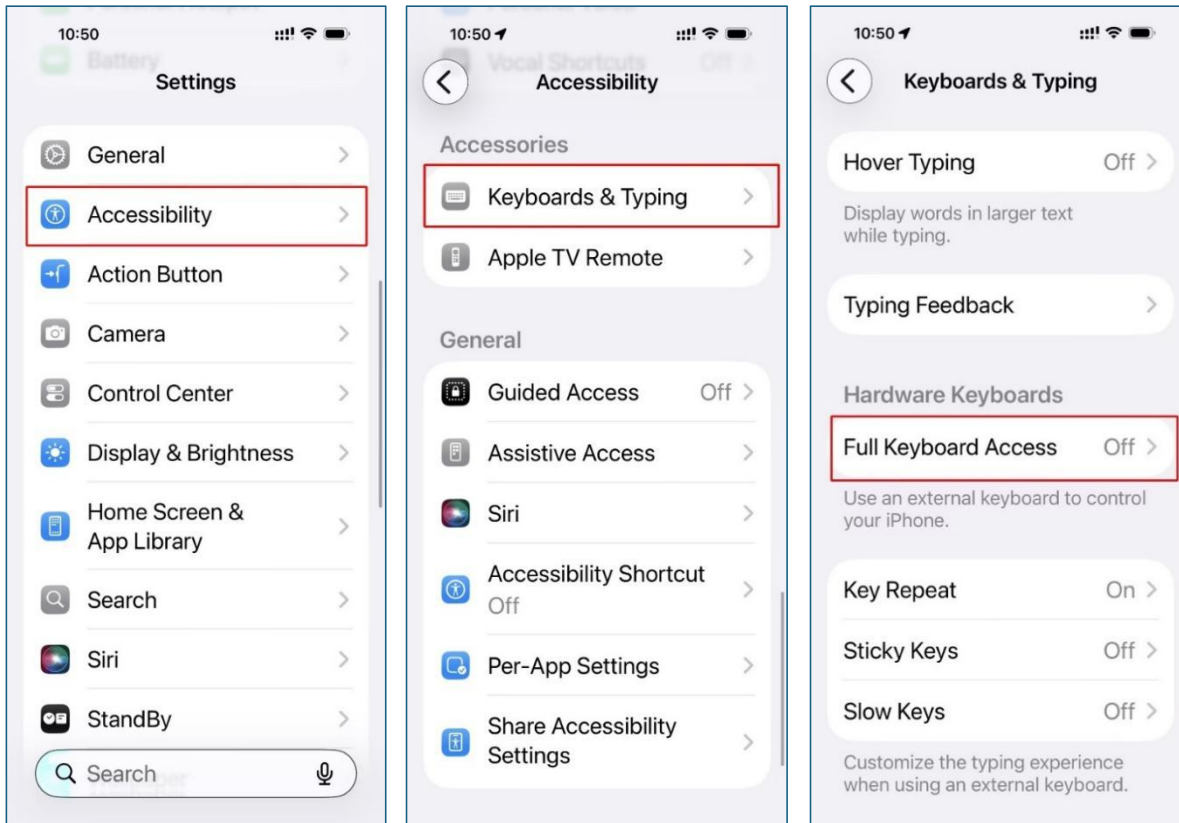 10:50
Battery
Settings
General
Accessibility
Action Button
Camera
Control Center
Display & Brightness
Home Screen &
App Library
Search
Siri
StandBy
Search
10:50
Vocal Shortcuts Off
Accessibility
Accessories
Keyboards & Typing
Apple TV Remote
General
Guided Access Off
Assistive Access
Siri
Accessibility Shortcut
Off
Per-App Settings
Share Accessibility
Settings
10:50
Keyboards & Typing
Hover Typing Off
Display words in larger text
while typing.
Typing Feedback
Hardware Keyboards
Full Keyboard Access Off
Use an external keyboard to control
your iPhone.
Key Repeat On
Sticky Keys Off
Slow Keys Off
Customize the typing experience
when using an external keyboard.